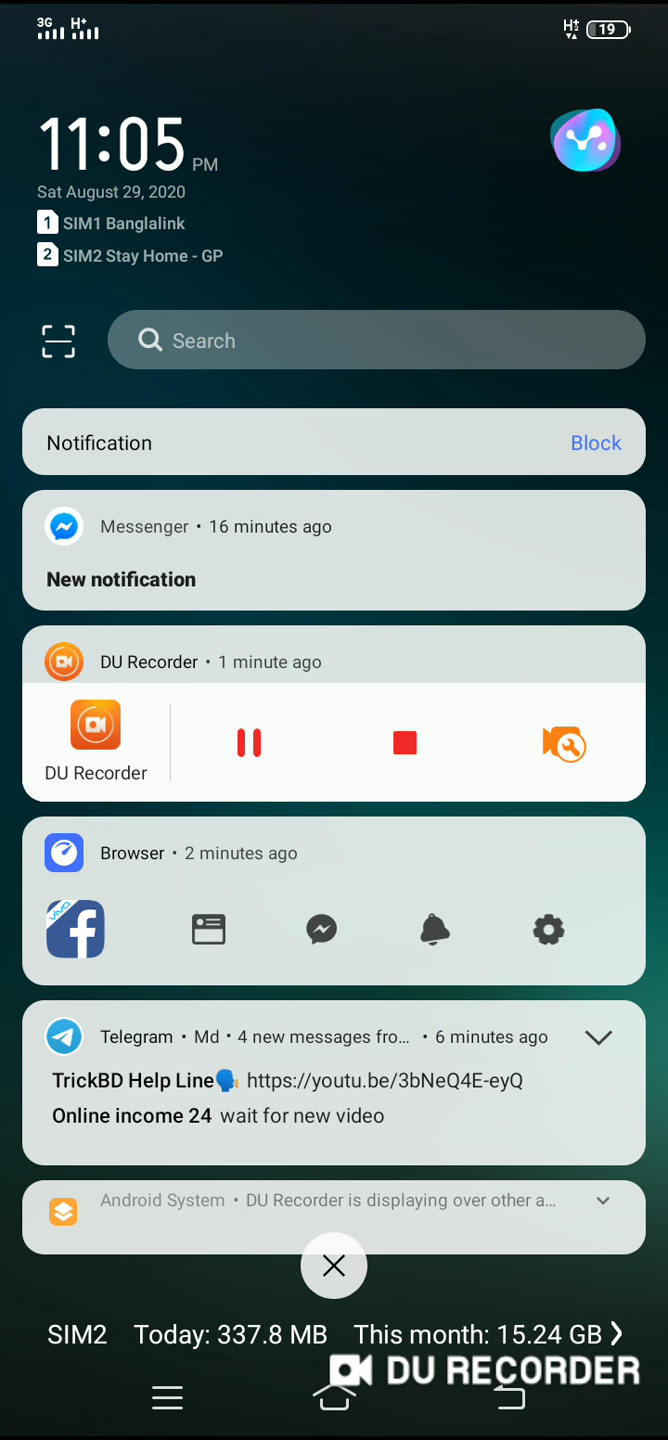 3G H+
H+ 2 19
11:05 PM
Sat August 29, 2020
1 SIM1 Banglalink
2 SIM2 Stay Home - GP
Search
Notification Block
Messenger • 16 minutes ago
New notification
DU Recorder • 1 minute ago
DU Recorder
Browser • 2 minutes ago
vivo f
Telegram • Md • 4 new messages fro... • 6 minutes ago
TrickBD Help Line🗣 https://youtu.be/3bNeQ4E-eyQ
Online income 24 wait for new video
Android System • DU Recorder is displaying over other a...
SIM2 Today: 337.8 MB This month: 15.24 GB
DU RECORDER